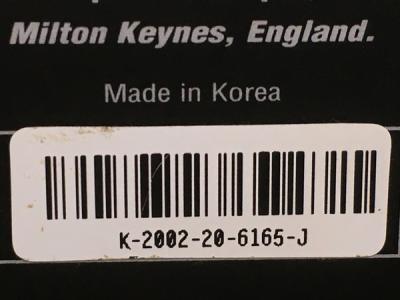 Milton Keynes, England.
Made in Korea
K-2002-20-6165-J